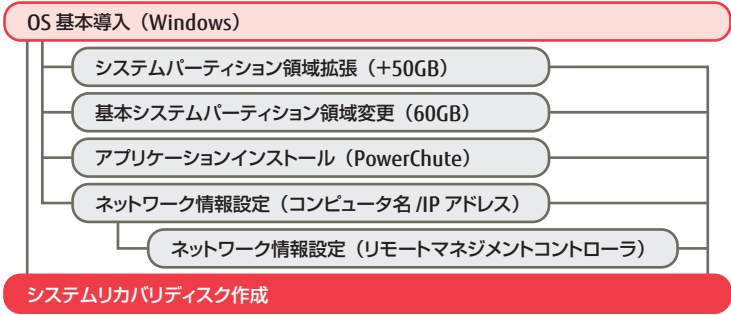 OS 基本導入（Windows）
システムパーティション領域拡張（+50GB）
基本システムパーティション領域変更（60GB）
アプリケーションインストール（PowerChute）
ネットワーク情報設定（コンピュータ名 /IP アドレス）
ネットワーク情報設定（リモートマネジメントコントローラ）
システムリカバリディスク作成